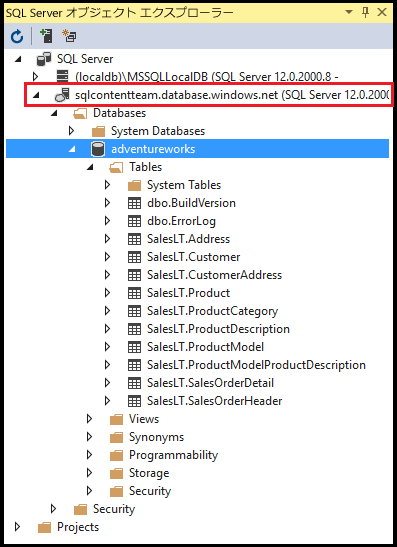 SQL Server オブジェクト エクスプローラー
SQL Server
(localdb)\MSSQLLocalDB (SQL Server 12.0.2000.8 -
sqlcontentteam.database.windows.net (SQL Server 12.0.2000
Databases
System Databases
adventureworks
Tables
System Tables
dbo.BuildVersion
dbo.ErrorLog
SalesLT.Address
SalesLT.Customer
SalesLT.CustomerAddress
SalesLT.Product
SalesLT.ProductCategory
SalesLT.ProductDescription
SalesLT.ProductModel
SalesLT.ProductModelProductDescription
SalesLT.SalesOrderDetail
SalesLT.SalesOrderHeader
Views
Synonyms
Programmability
Storage
Security
Security
Projects